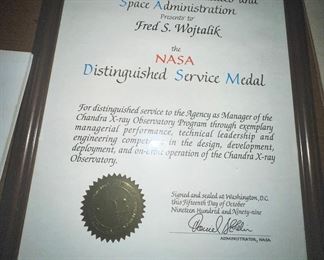 Space Administration
Presents to
Fred S. Wojtalik
the
NASA
Distinguished Service Medal
For distinguished service to the Agency as Manager of the
Chandra X-ray Observatory Program through exemplary
managerial performance, technical leadership and
engineering competence in the design, development,
deployment, and on-orbit operation of the Chandra X-ray
Observatory.
Signed and sealed at Washington, D.C.
this Fifteenth Day of October
Nineteen Hundred and Ninety-nine
ADMINISTRATOR, NASA